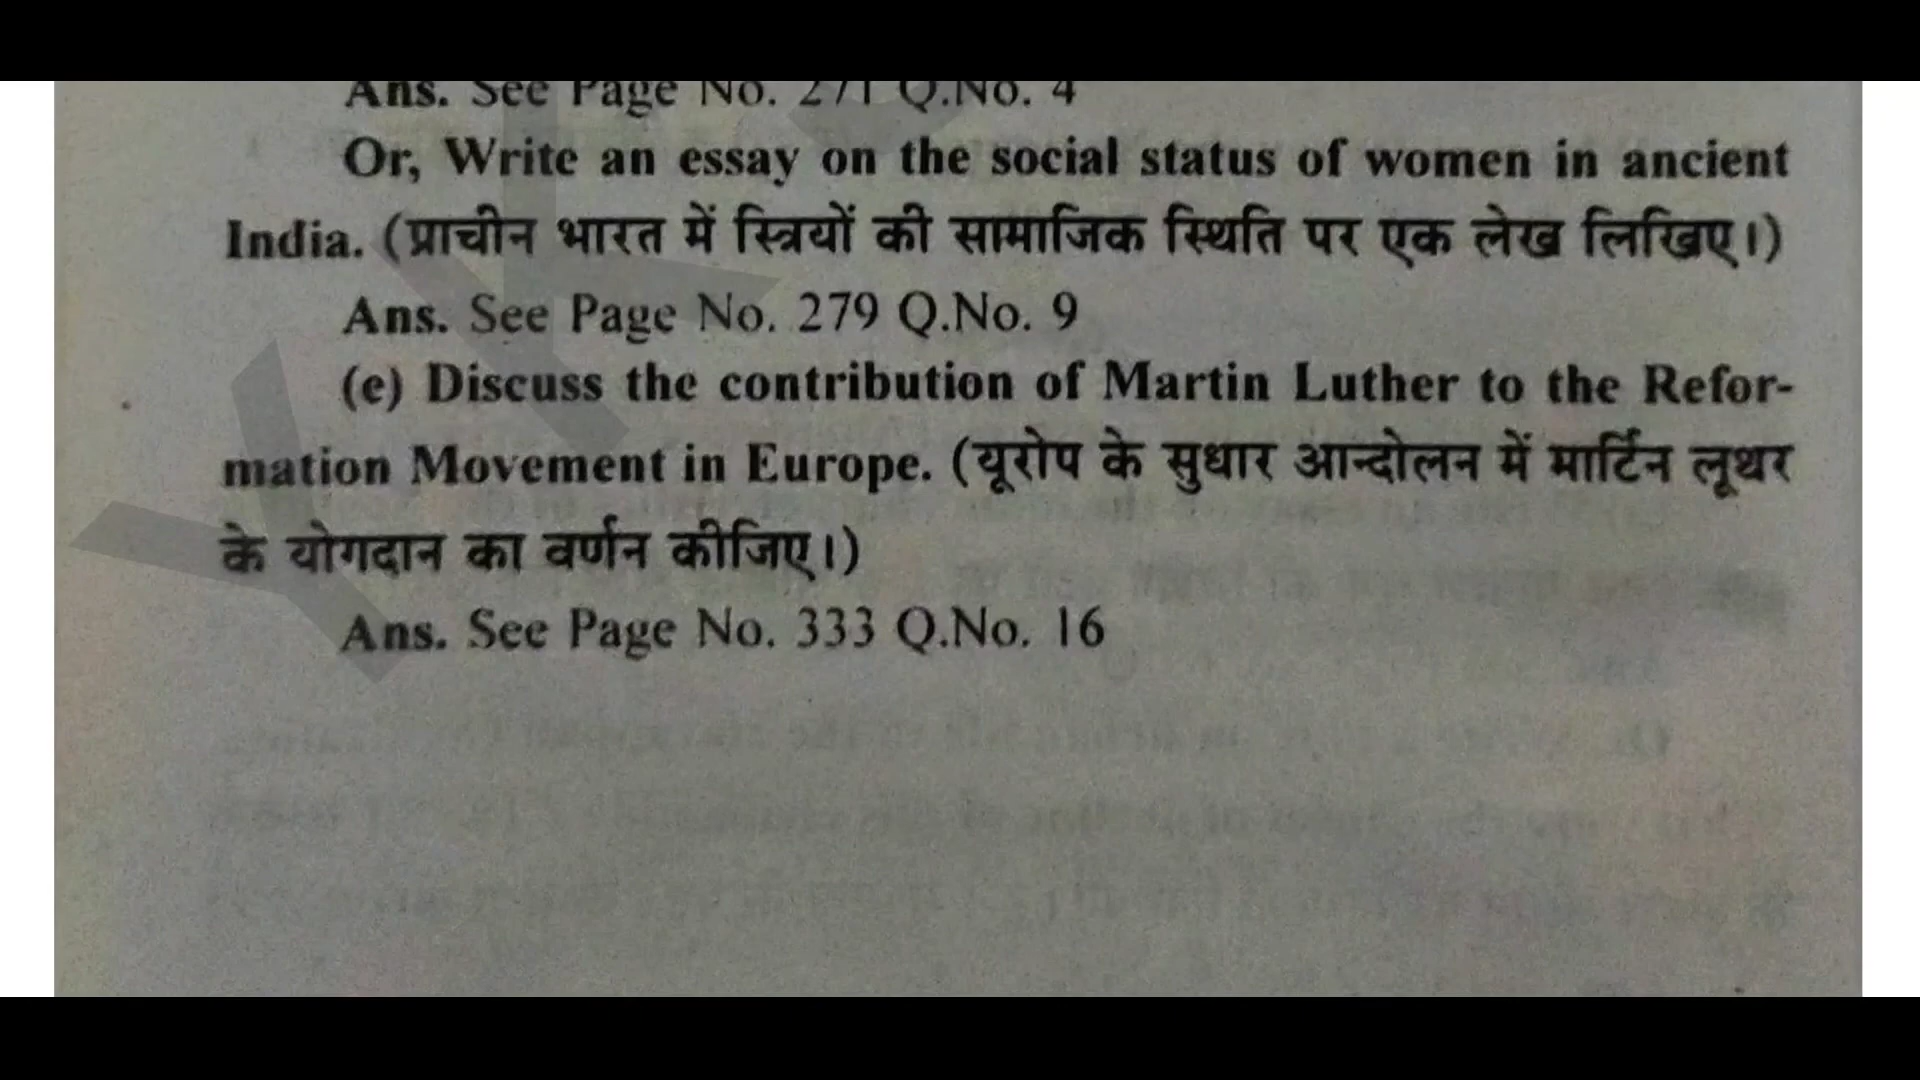 Ans. See Page No. 271 Q.No. 4
Or, Write an essay on the social status of women in ancient
India. (प्राचीन भारत में स्त्रियों की सामाजिक स्थिति पर एक लेख लिखिए।)
Ans. See Page No. 279 Q.No. 9
(e) Discuss the contribution of Martin Luther to the Refor-
mation Movement in Europe. (यूरोप के सुधार आन्दोलन में मार्टिन लूथर
के योगदान का वर्णन कीजिए।)
Ans. See Page No. 333 Q.No. 16